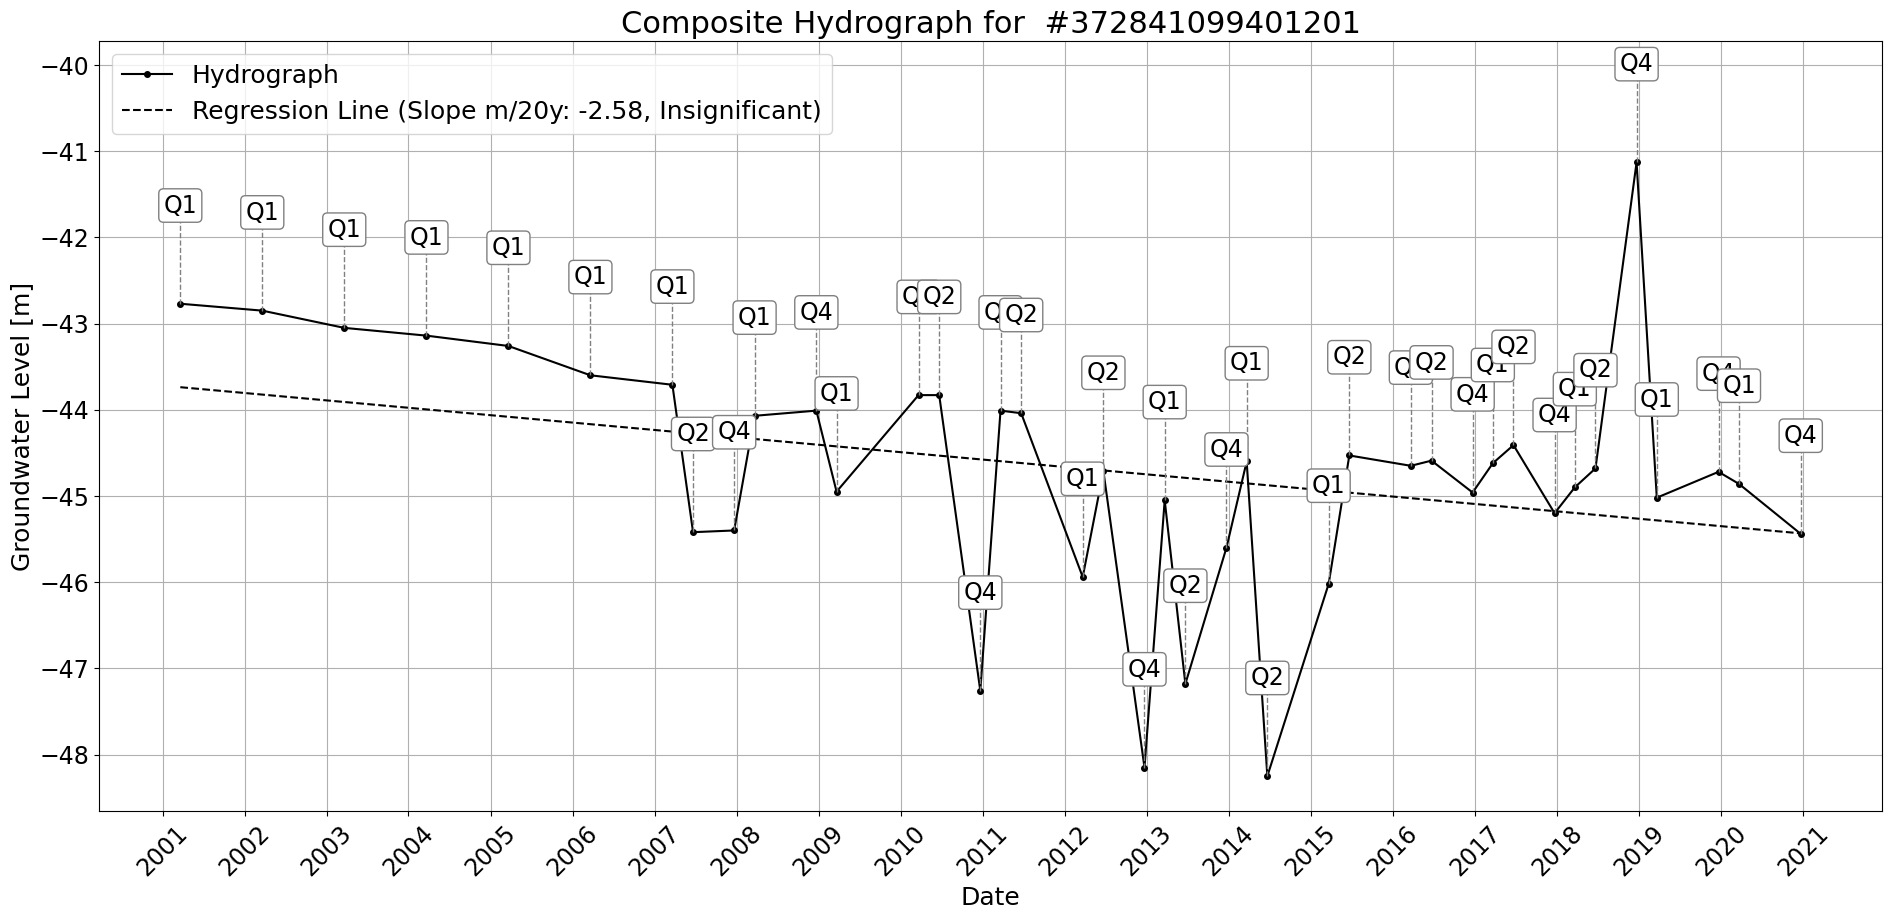 Composite Hydrograph for  #372841099401201
Hydrograph
Regression Line (Slope m/20y: -2.58, Insignificant)
Groundwater Level [m]
−40
−41
−42
−43
−44
−45
−46
−47
−48
Q1
Q1
Q1
Q1
Q1
Q1
Q1
Q2
Q4
Q1
Q4
Q1
Q2
Q4
Q2
Q1
Q2
Q4
Q1
Q2
Q4
Q1
Q2
Q1
Q2
Q2
Q4
Q1
Q2
Q4
Q1
Q2
Q4
Q1
Q4
Q1
Q4
2001
2002
2003
2004
2005
2006
2007
2008
2009
2010
2011
2012
2013
2014
2015
2016
2017
2018
2019
2020
2021
Date